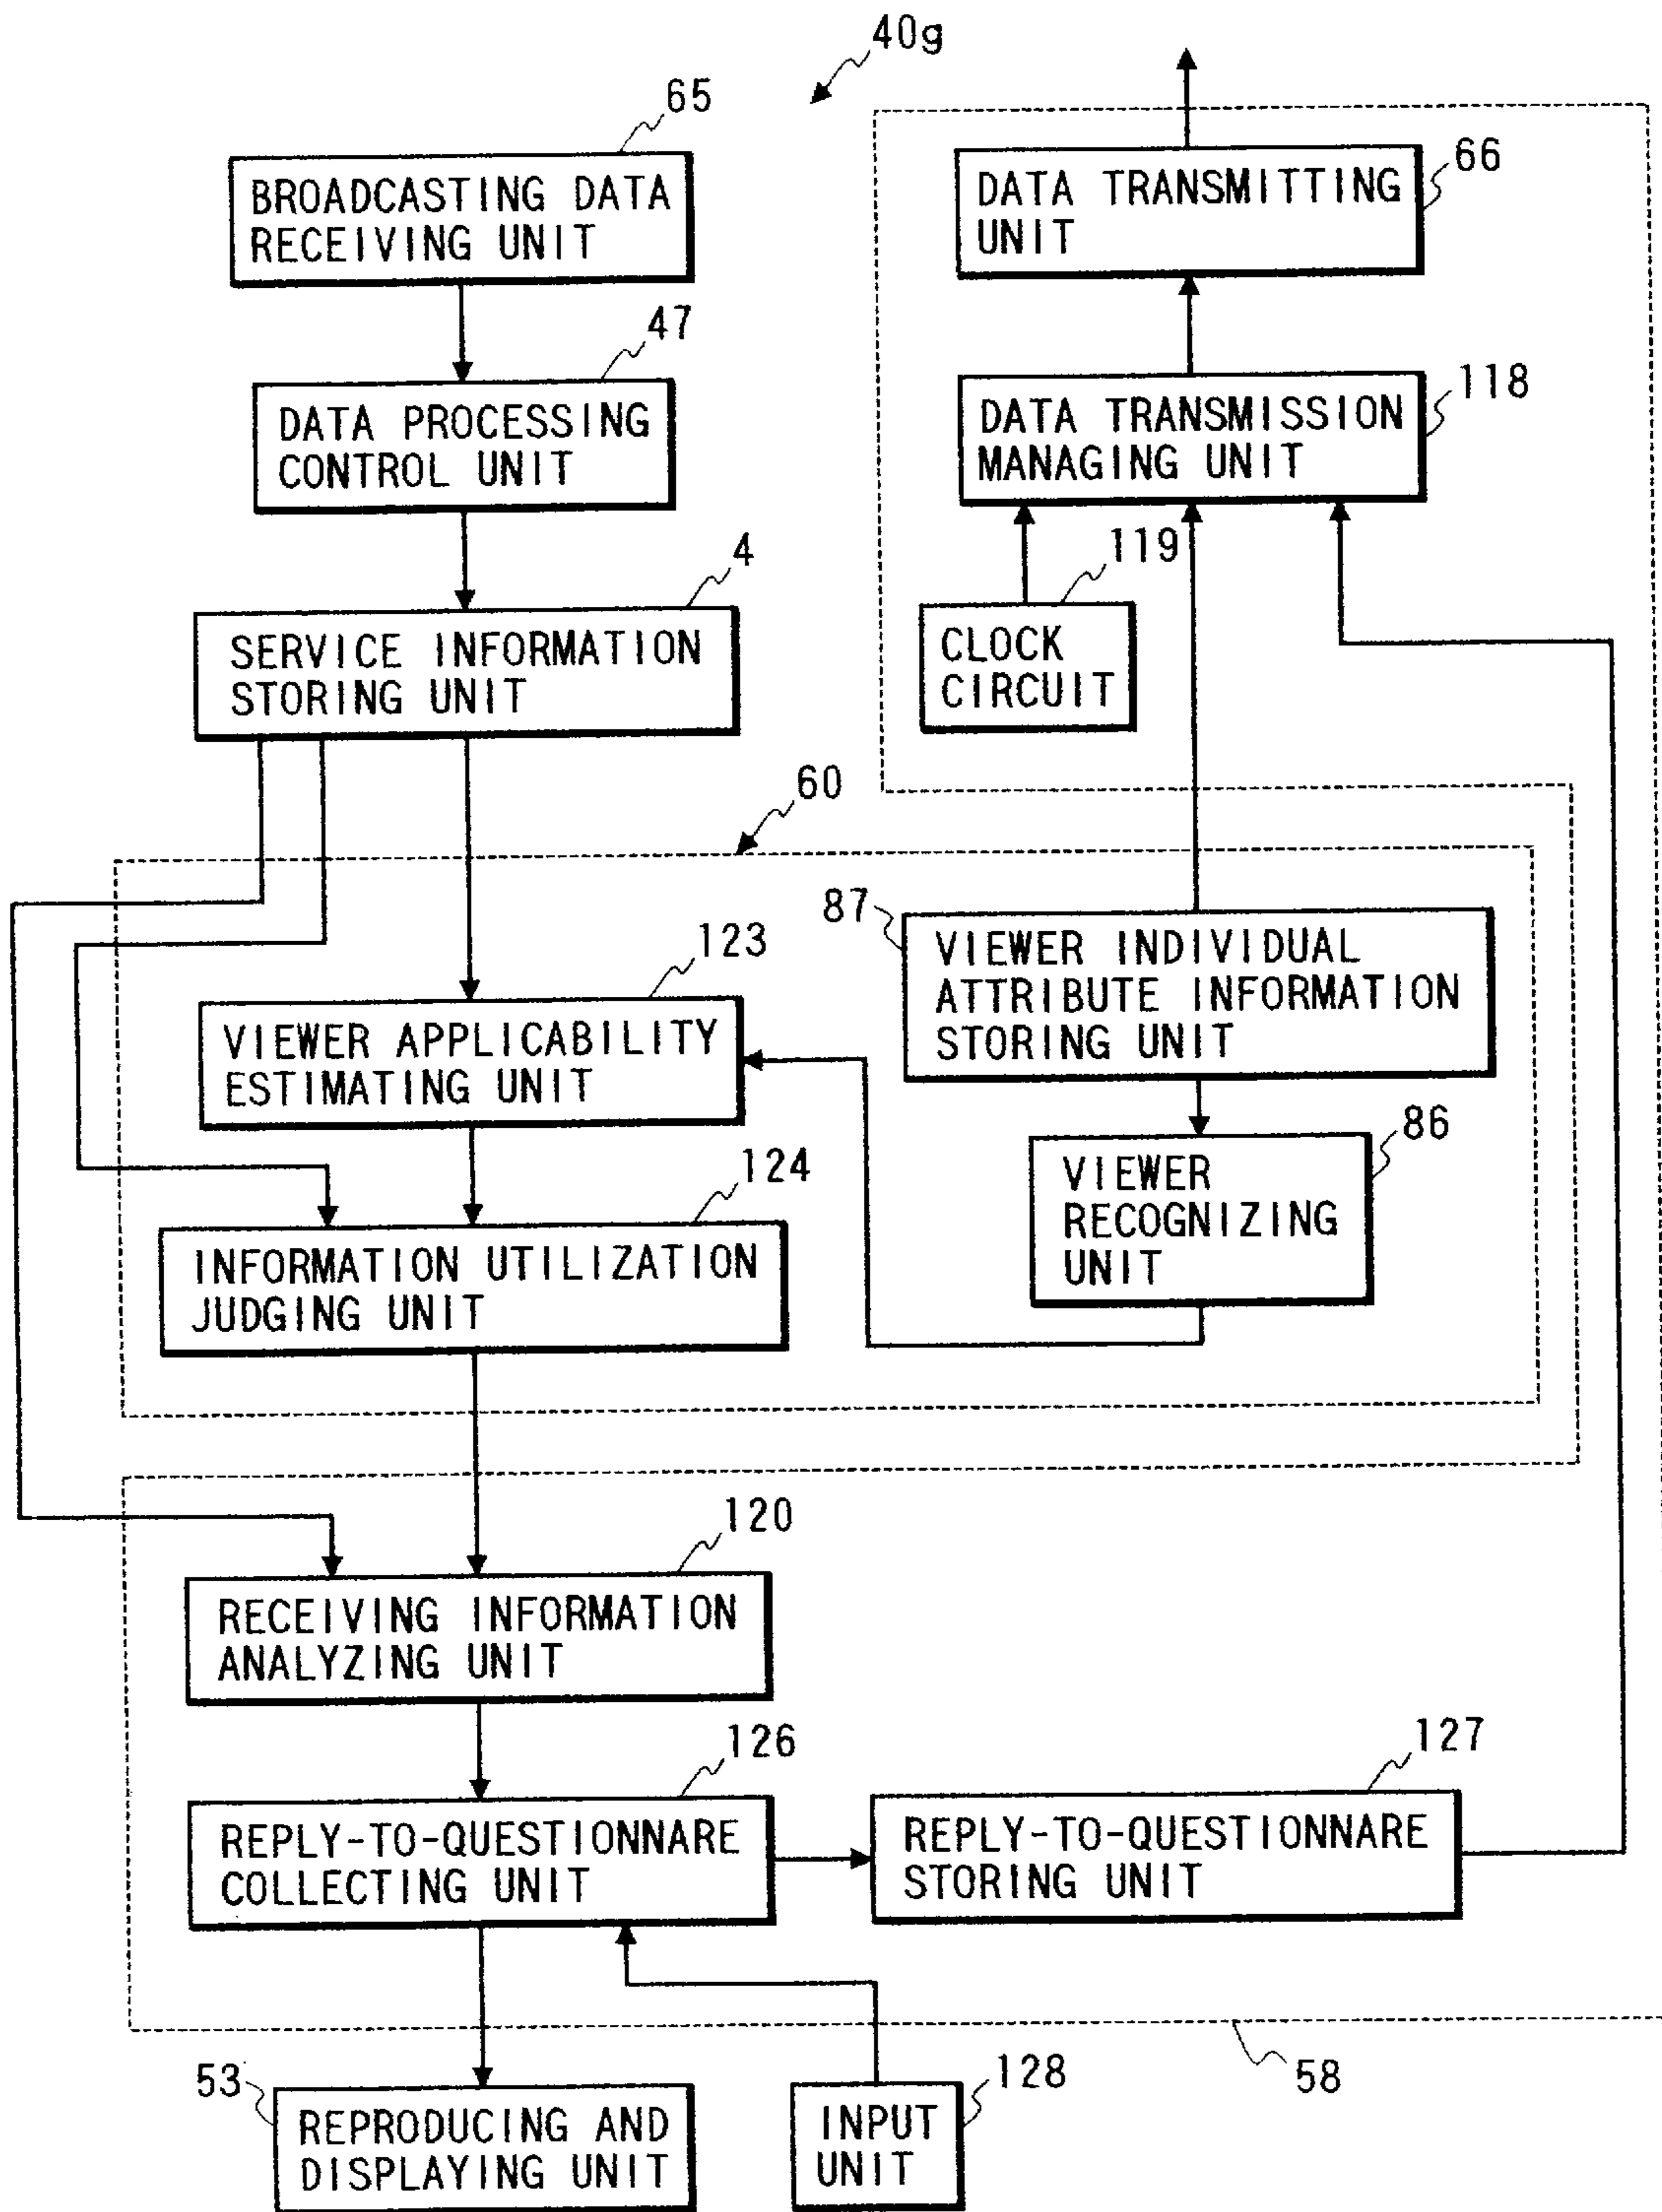 40g
65
BROADCASTING DATA
RECEIVING UNIT
66
DATA TRANSMITTING
UNIT
47
DATA PROCESSING
CONTROL UNIT
118
DATA TRANSMISSION
MANAGING UNIT
4
SERVICE INFORMATION
STORING UNIT
119
CLOCK
CIRCUIT
60
87
VIEWER INDIVIDUAL
ATTRIBUTE INFORMATION
STORING UNIT
123
VIEWER APPLICABILITY
ESTIMATING UNIT
86
VIEWER
RECOGNIZING
UNIT
124
INFORMATION UTILIZATION
JUDGING UNIT
120
RECEIVING INFORMATION
ANALYZING UNIT
126
REPLY-TO-QUESTIONNARE
COLLECTING UNIT
127
REPLY-TO-QUESTIONNARE
STORING UNIT
58
53
REPRODUCING AND
DISPLAYING UNIT
128
INPUT
UNIT